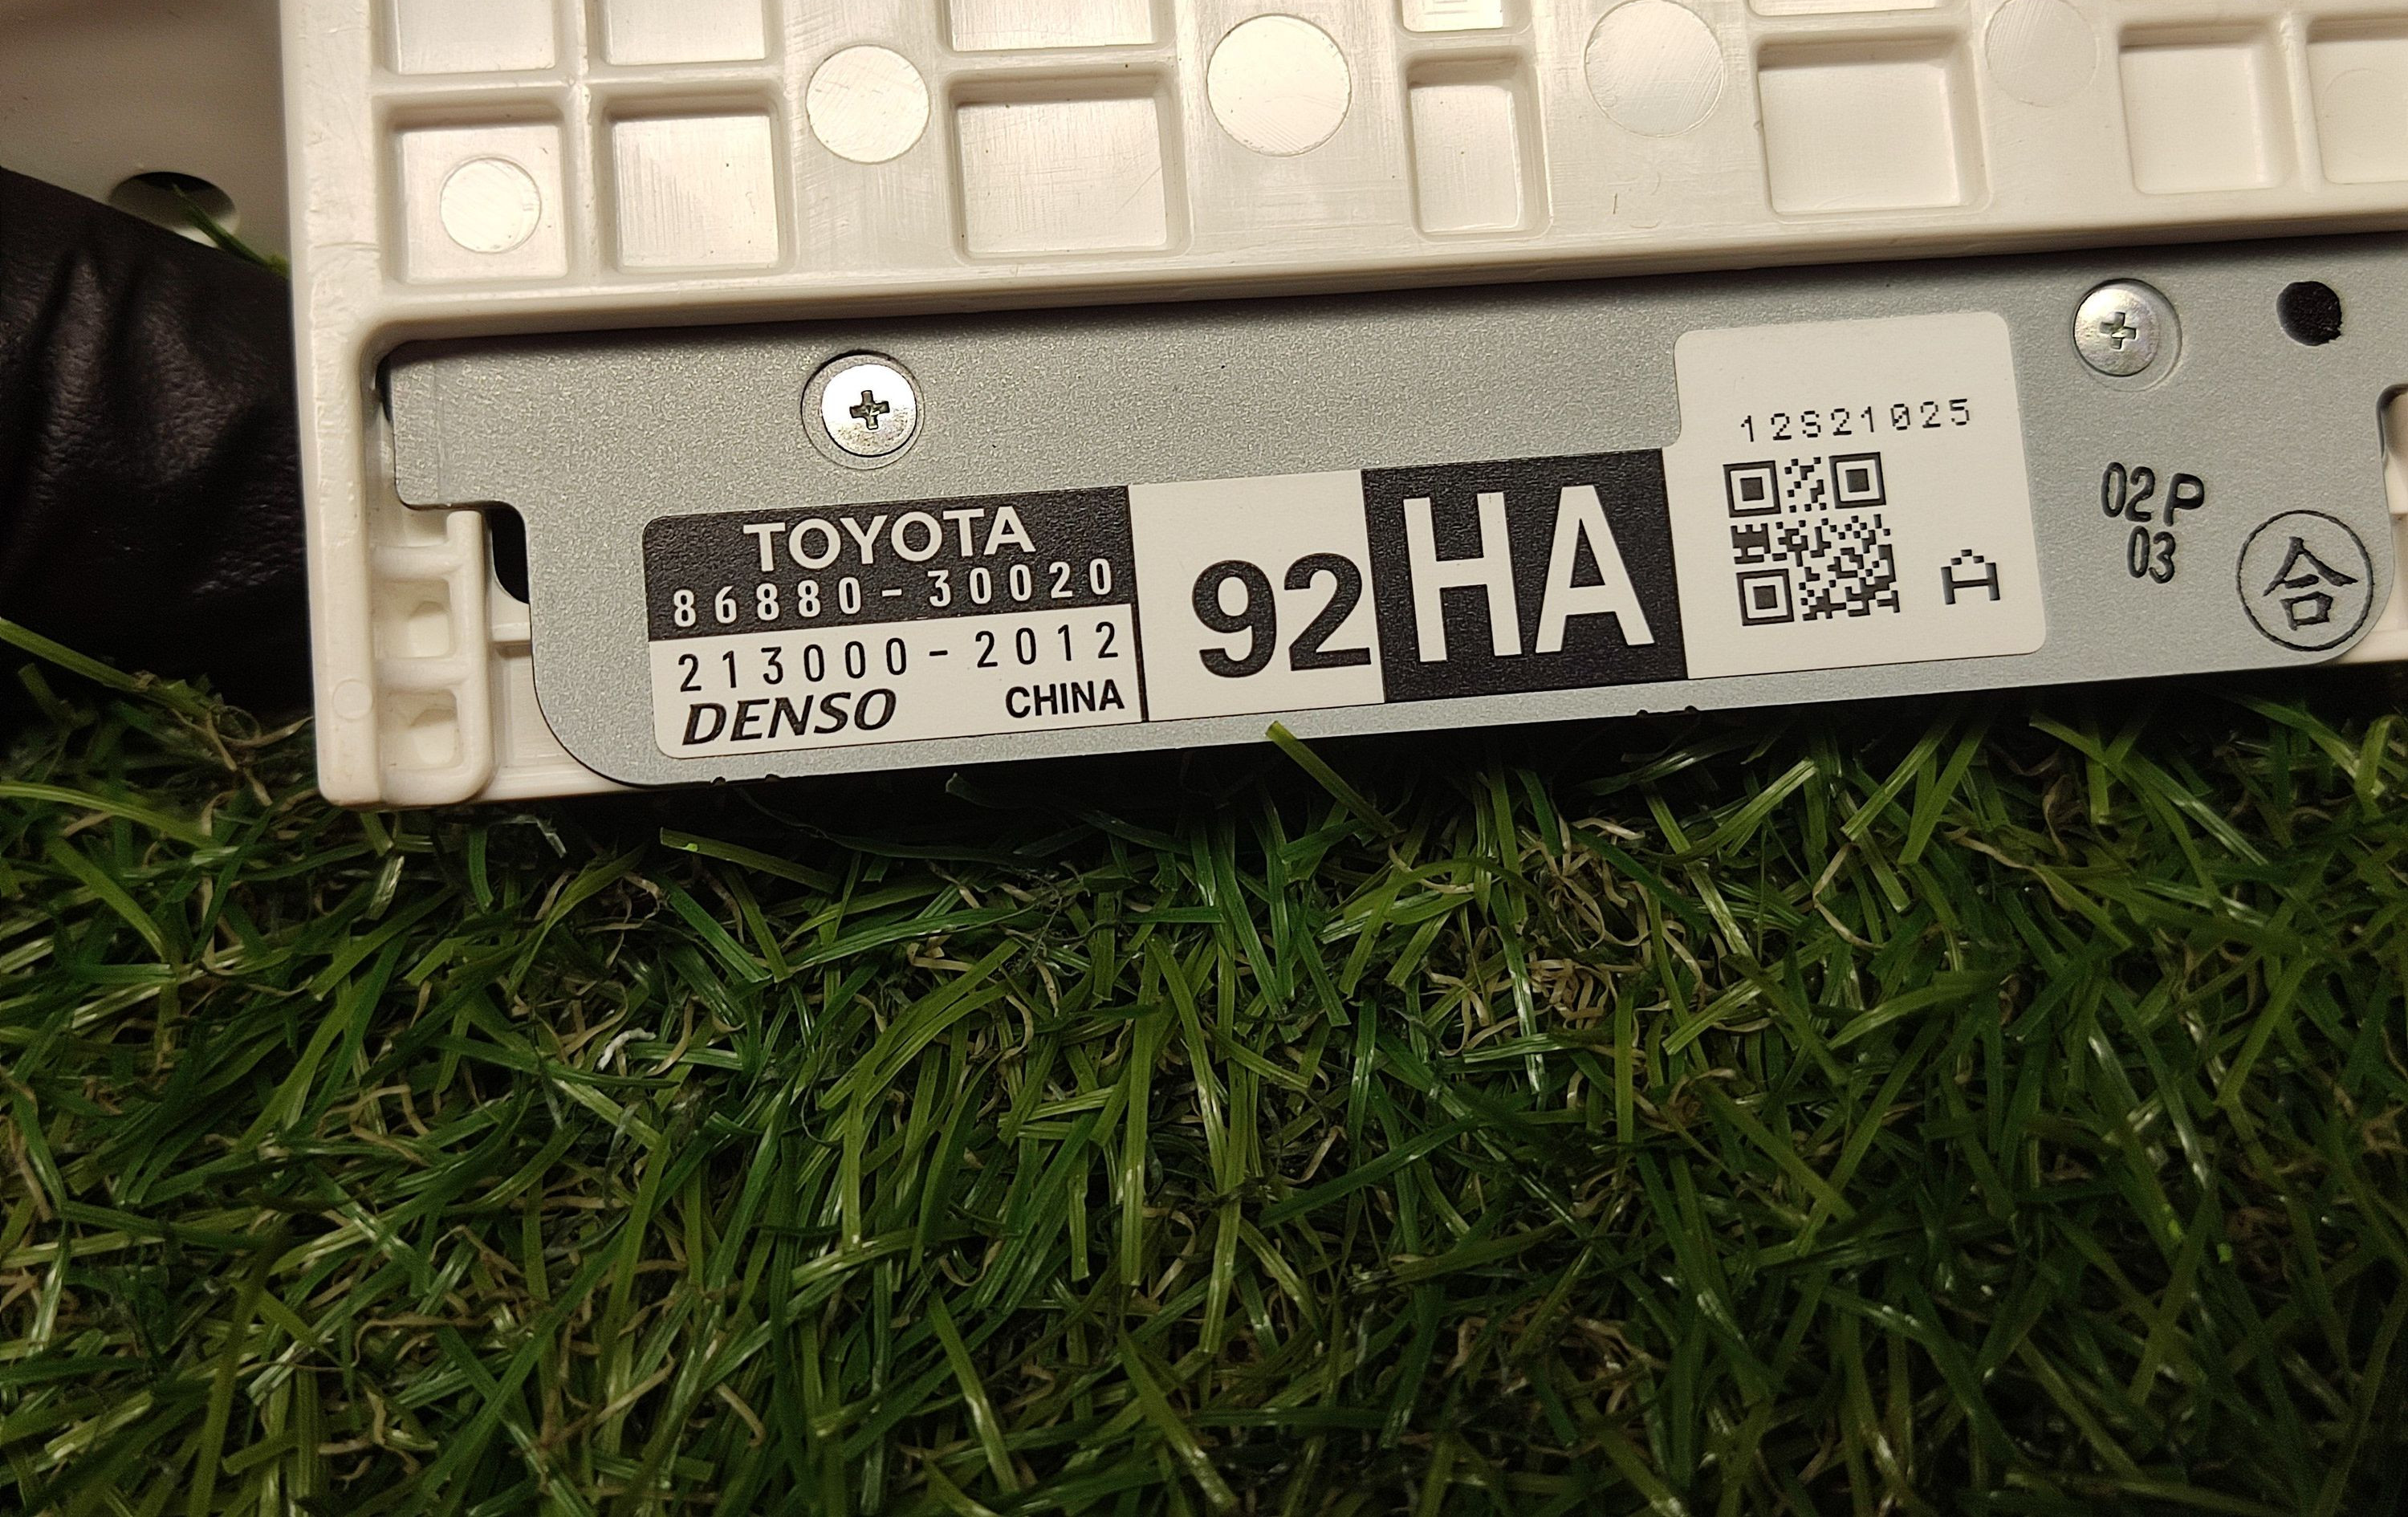 TOYOTA
86880-30020
213000-2012
DENSO CHINA
92 HA
12S21025
A
02P
03
合